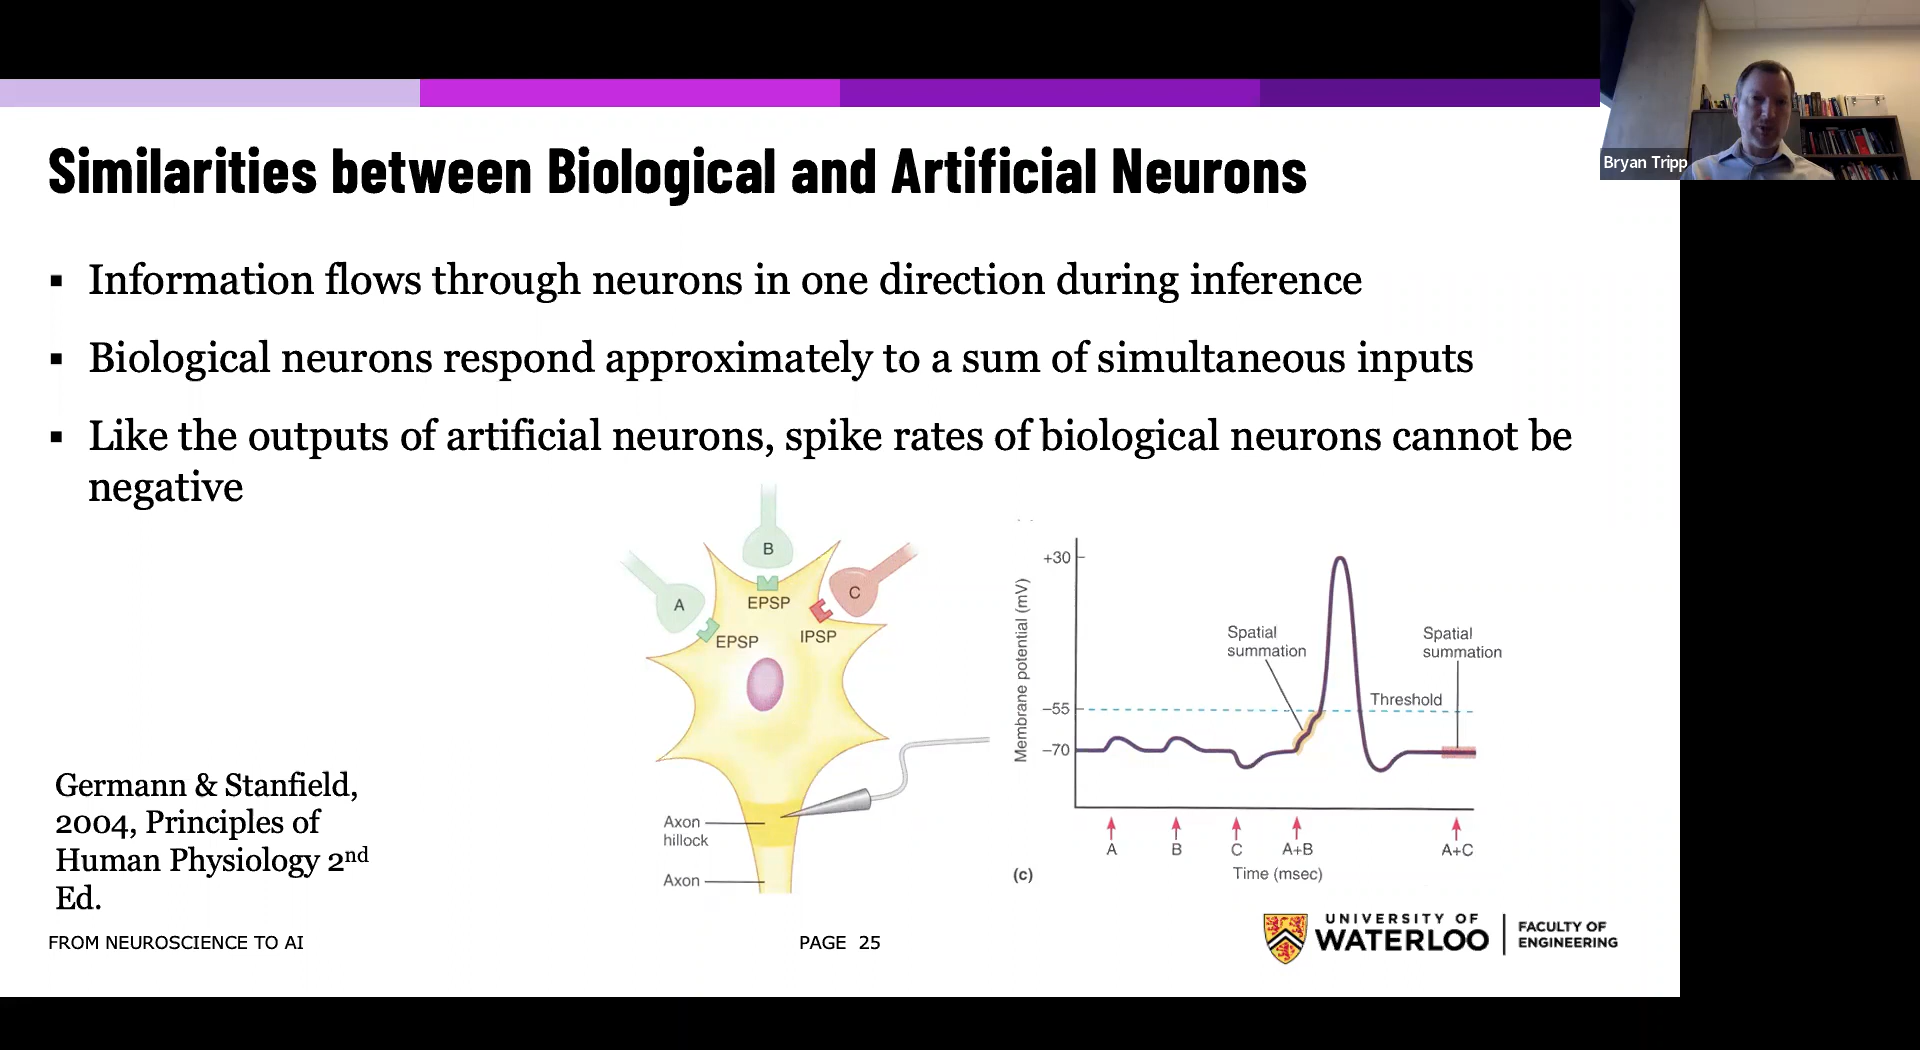 Bryan Tripp
Similarities between Biological and Artificial Neurons
▪ Information flows through neurons in one direction during inference
▪ Biological neurons respond approximately to a sum of simultaneous inputs
▪ Like the outputs of artificial neurons, spike rates of biological neurons cannot be
negative
B
A
C
EPSP
EPSP
IPSP
Axon
hillock
Axon
+30
-55
-70
Membrane potential (mV)
Spatial
summation
Spatial
summation
Threshold
A B C A+B A+C
Time (msec)
(c)
Germann & Stanfield,
2004, Principles of
Human Physiology 2nd
Ed.
FROM NEUROSCIENCE TO AI
PAGE 25
UNIVERSITY OF
WATERLOO
FACULTY OF
ENGINEERING